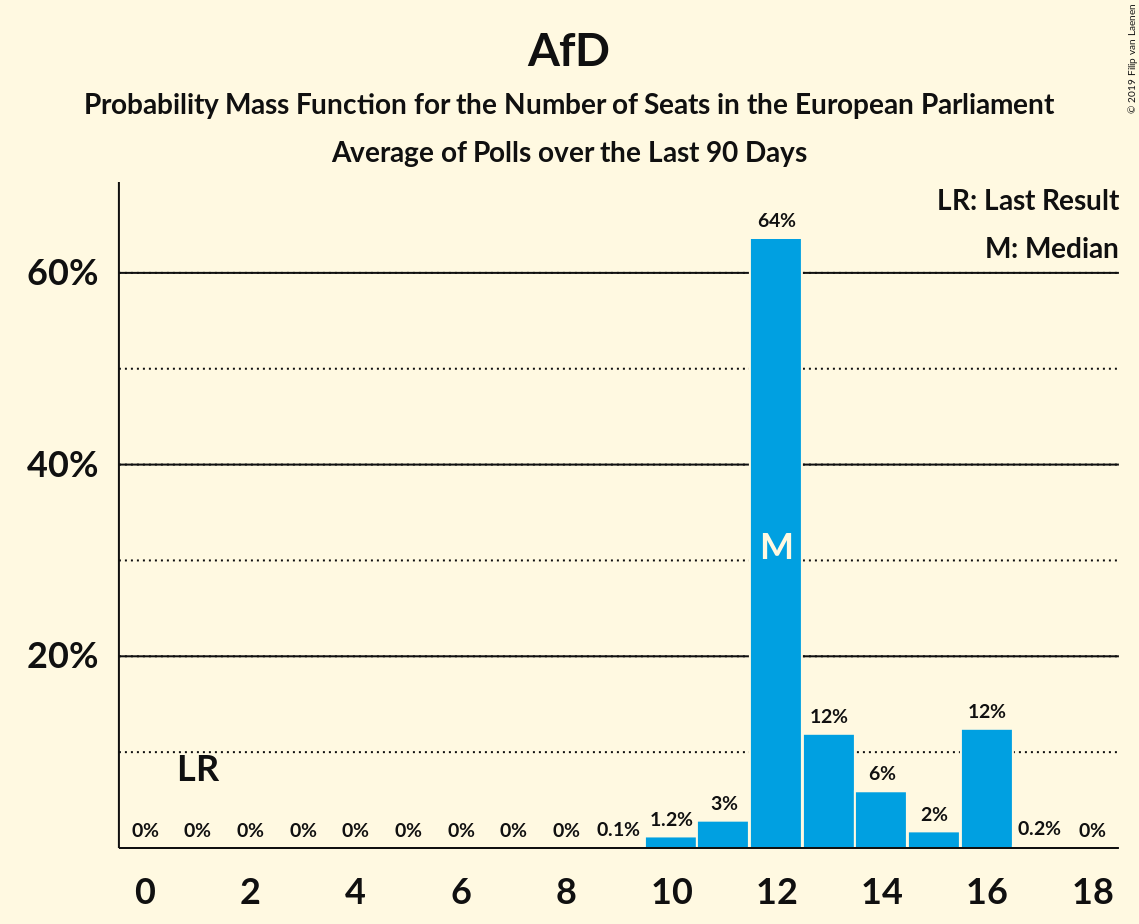 © 2019 Filip van Laenen
AfD
Probability Mass Function for the Number of Seats in the European Parliament
Average of Polls over the Last 90 Days
LR: Last Result
M: Median
64%
60%
40%
M
20%
12%
12%
LR
6%
3%
2%
1.2%
0% 0% 0% 0% 0% 0% 0% 0% 0% 0.1% 0.2% 0%
0 2 4 6 8 10 12 14 16 18